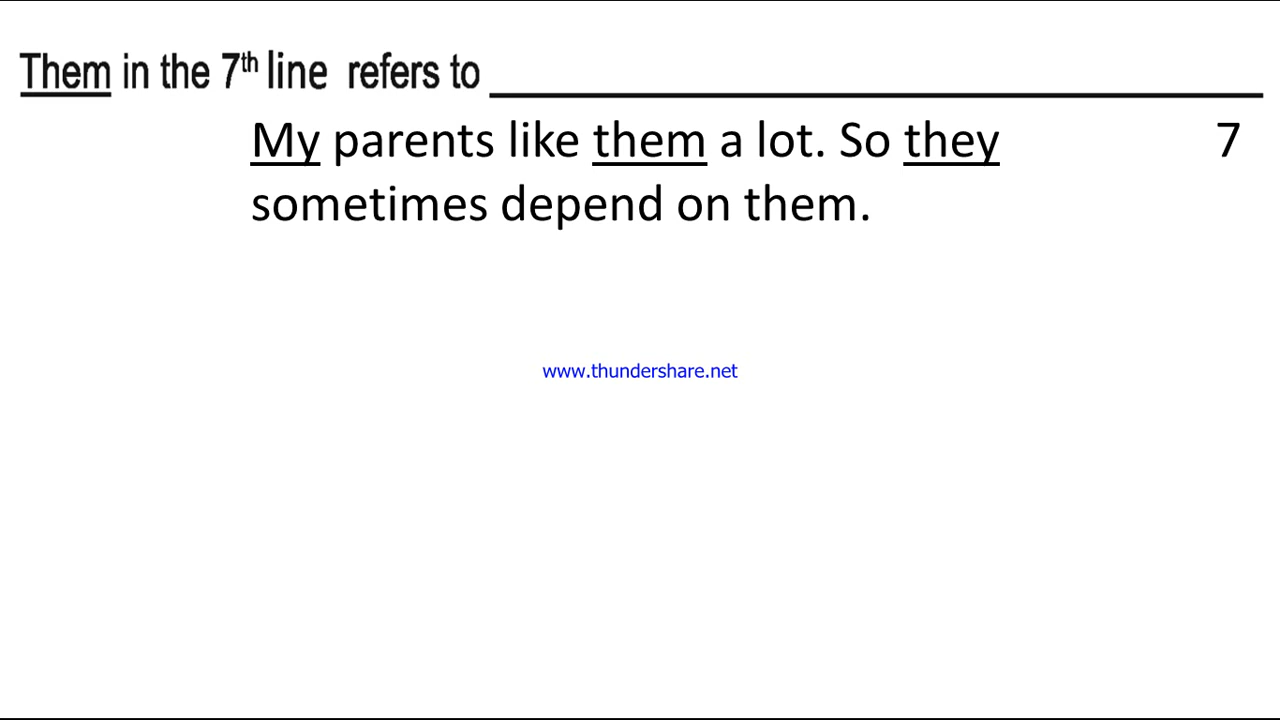 Them in the 7th line refers to ____________________
My parents like them a lot. So they 7
sometimes depend on them.
www.thundershare.net